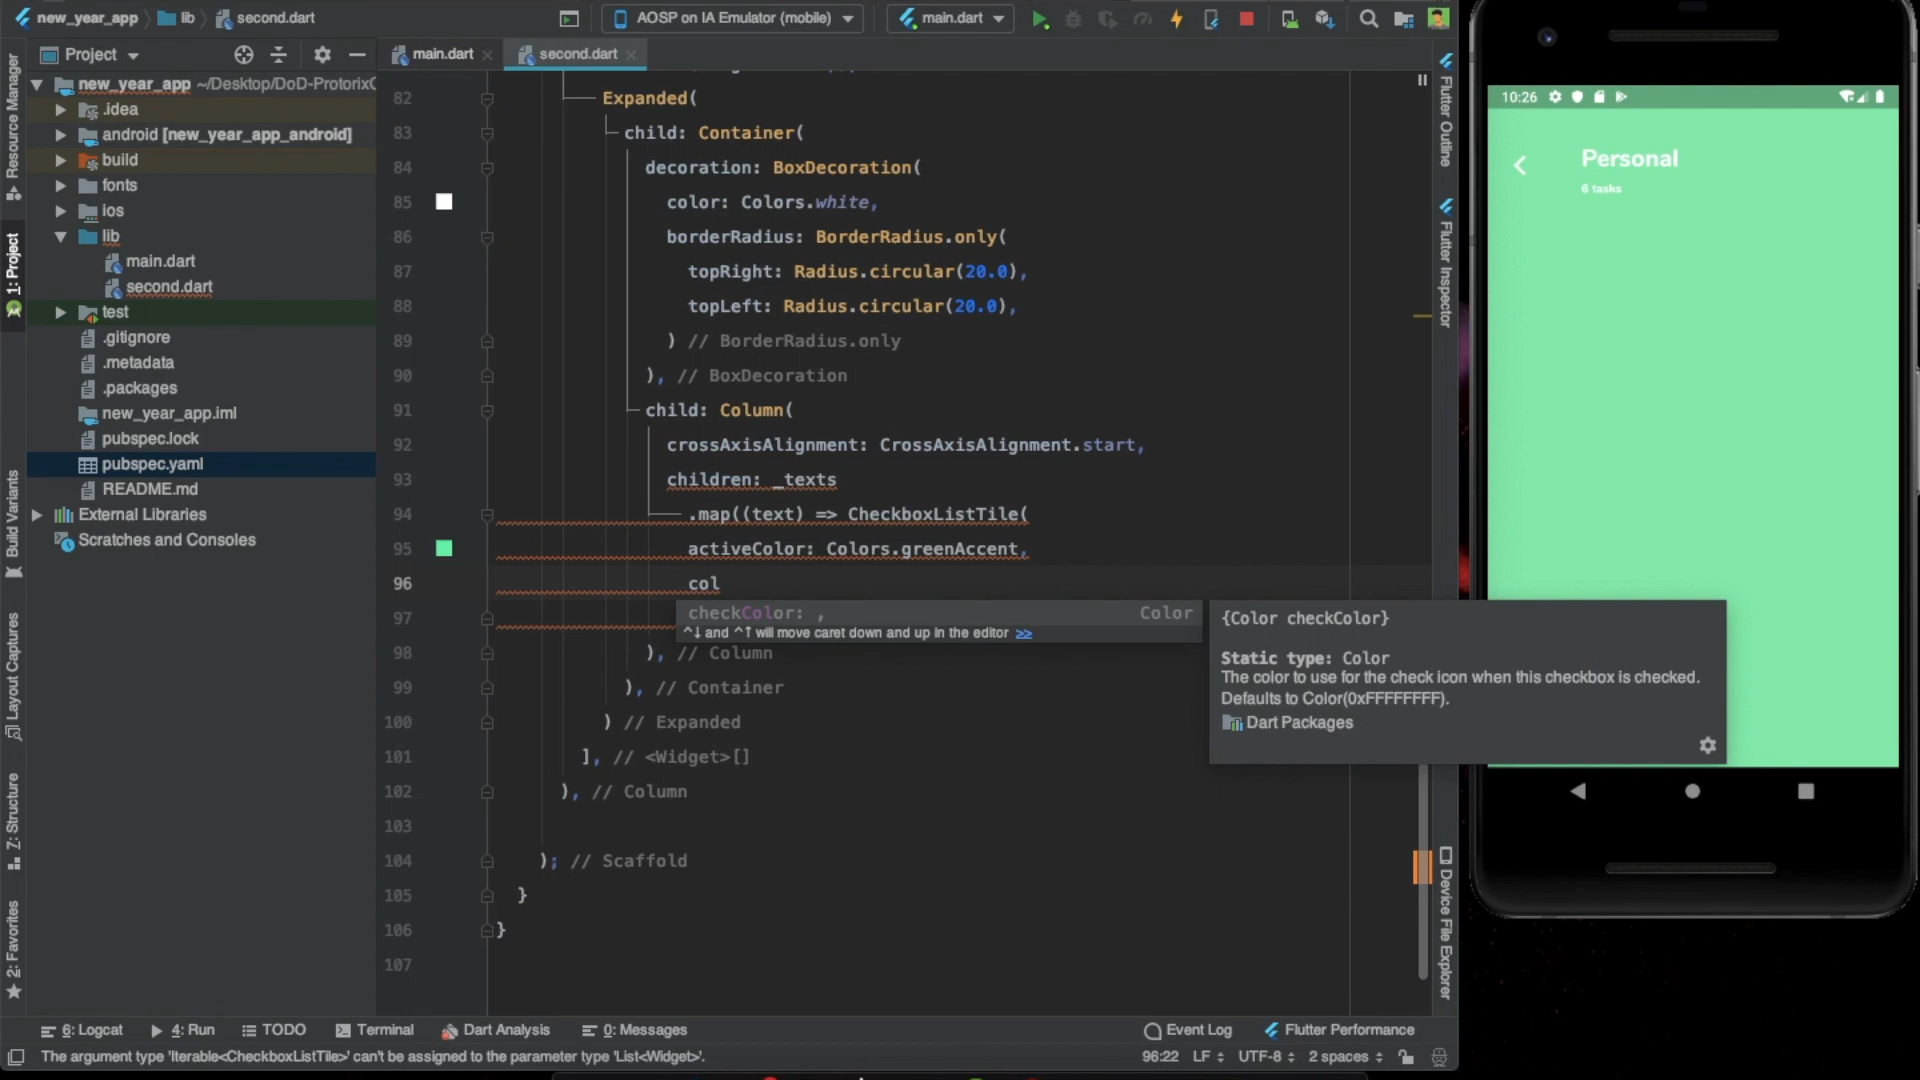 new_year_app
lib
second.dart
AOSP on IA Emulator (mobile)
main.dart
Project
main.dart
second.dart
new_year_app ~/Desktop/DoD-Protorix
.idea
android [new_year_app_android]
build
fonts
ios
lib
main.dart
second.dart
test
.gitignore
.metadata
.packages
new_year_app.iml
pubspec.lock
pubspec.yaml
README.md
External Libraries
Scratches and Consoles
Resource Manager
1: Project
Build Variants
Layout Captures
Z: Structure
2: Favorites
82 Expanded(
83 child: Container(
84 decoration: BoxDecoration(
85 color: Colors.white,
86 borderRadius: BorderRadius.only(
87 topRight: Radius.circular(20.0),
88 topLeft: Radius.circular(20.0),
89 ) // BorderRadius.only
90 ), // BoxDecoration
91 child: Column(
92 crossAxisAlignment: CrossAxisAlignment.start,
93 children: _texts
94 .map((text) => CheckboxListTile(
95 activeColor: Colors.greenAccent,
96 col
97
98 ), // Column
99 ), // Container
100 ) // Expanded
101 ], // <Widget>[]
102 ), // Column
103
104 ); // Scaffold
105 }
106 }
107
checkColor: , Color
^↓ and ^↑ will move caret down and up in the editor >>
{Color checkColor}
Static type: Color
The color to use for the check icon when this checkbox is checked.
Defaults to Color(0xFFFFFFFF).
Dart Packages
Flutter Outline
Flutter Inspector
Device File Explorer
10:26
Personal
6 tasks
6: Logcat
4: Run
TODO
Terminal
Dart Analysis
0: Messages
Event Log
Flutter Performance
The argument type 'Iterable<CheckboxListTile>' can't be assigned to the parameter type 'List<Widget>'.
96:22 LF UTF-8 2 spaces